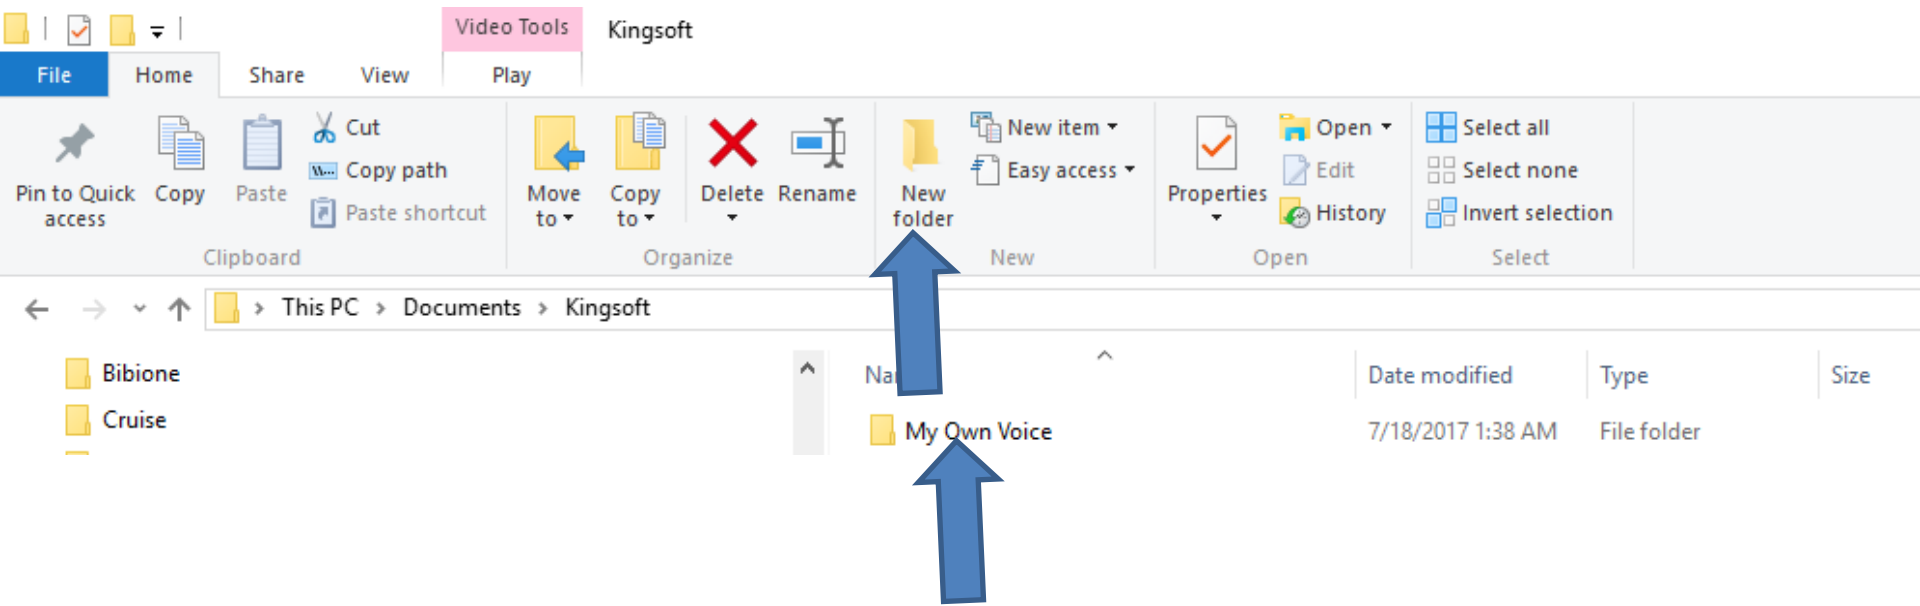 Video Tools
Kingsoft
File
Home
Share
View
Play
Pin to Quick
access
Copy
Paste
Cut
Copy path
Paste shortcut
Clipboard
Move
to
Copy
to
Delete
Rename
Organize
New
folder
New item
Easy access
New
Properties
Open
Edit
History
Open
Select all
Select none
Invert selection
Select
This PC > Documents > Kingsoft
Bibione
Cruise
Date modified
Type
Size
My Own Voice
7/18/2017 1:38 AM
File folder